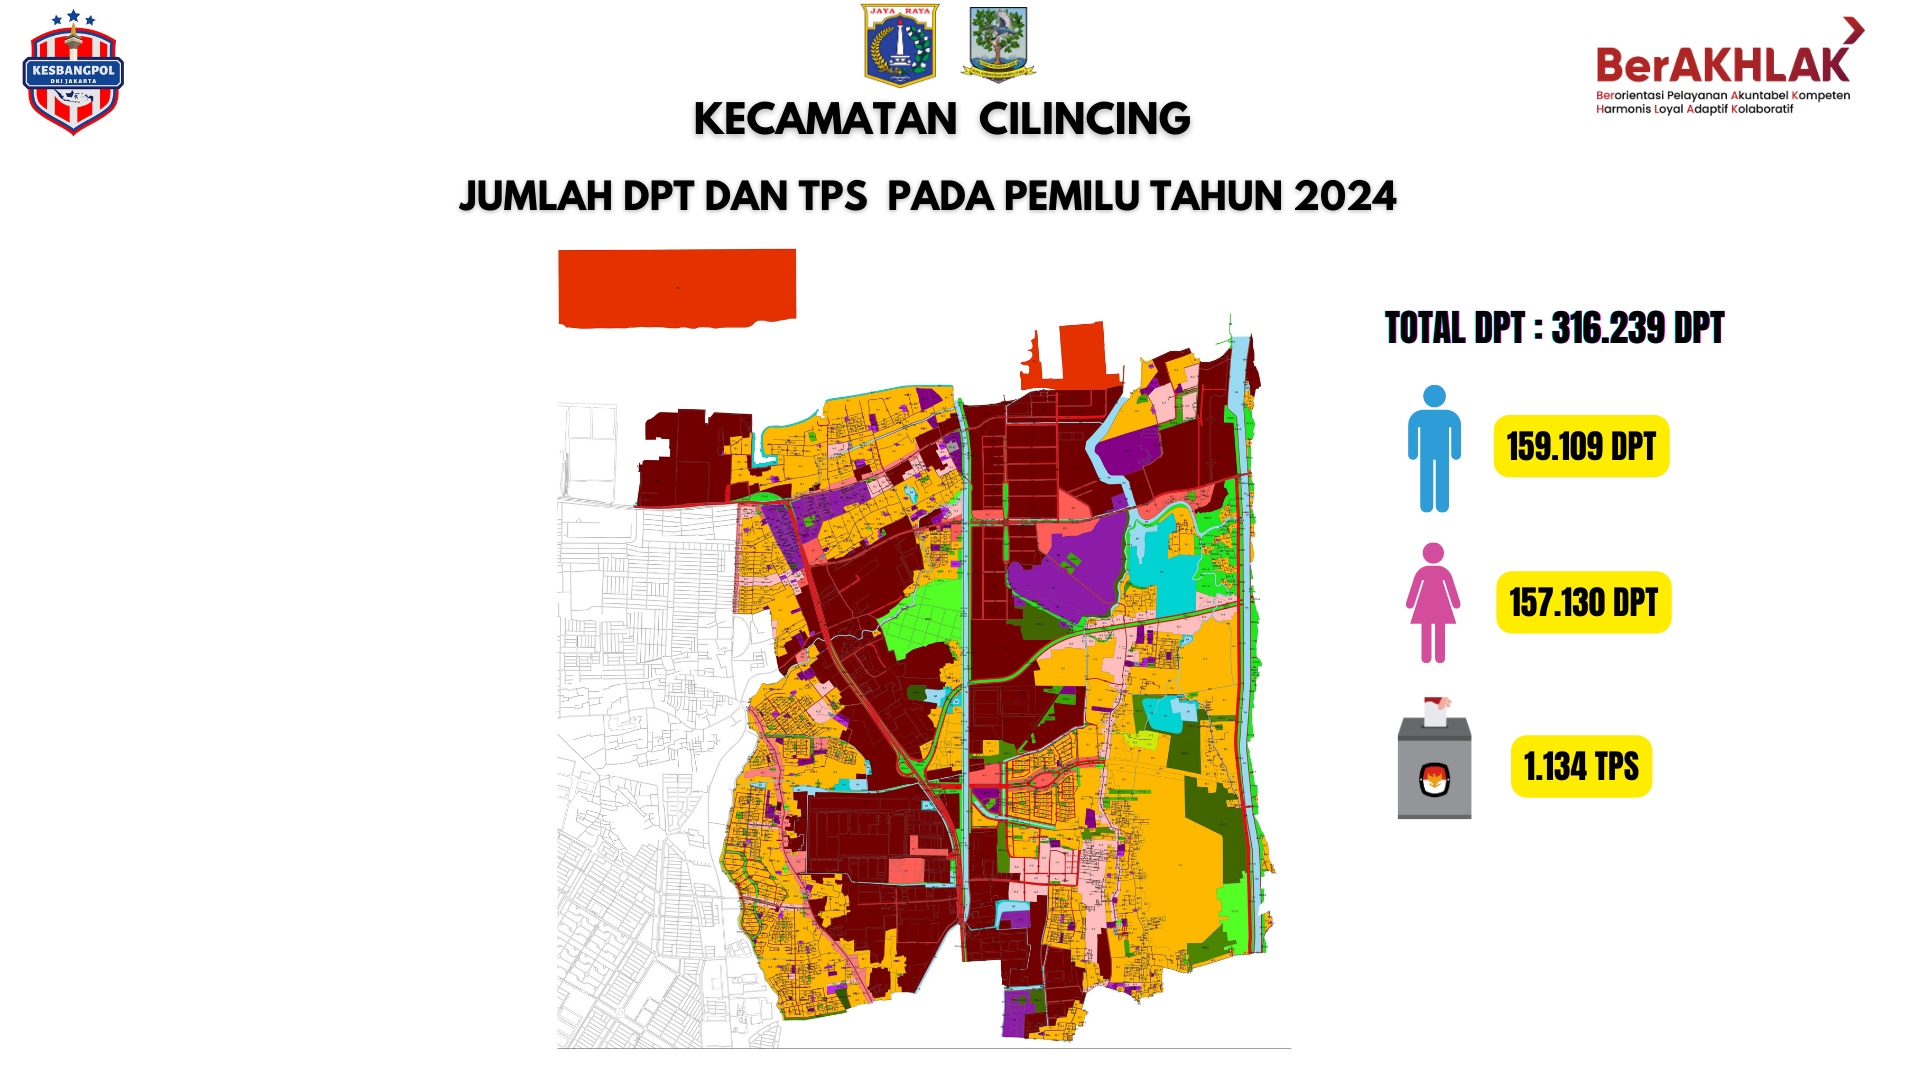 KESBANGPOL
DKI JAKARTA
JAYA RAYA
BerAKHLAK
Berorientasi Pelayanan Akuntabel Kompeten
Harmonis Loyal Adaptif Kolaboratif
KECAMATAN CILINCING
JUMLAH DPT DAN TPS PADA PEMILU TAHUN 2024
TOTAL DPT : 316.239 DPT
159.109 DPT
157.130 DPT
1.134 TPS